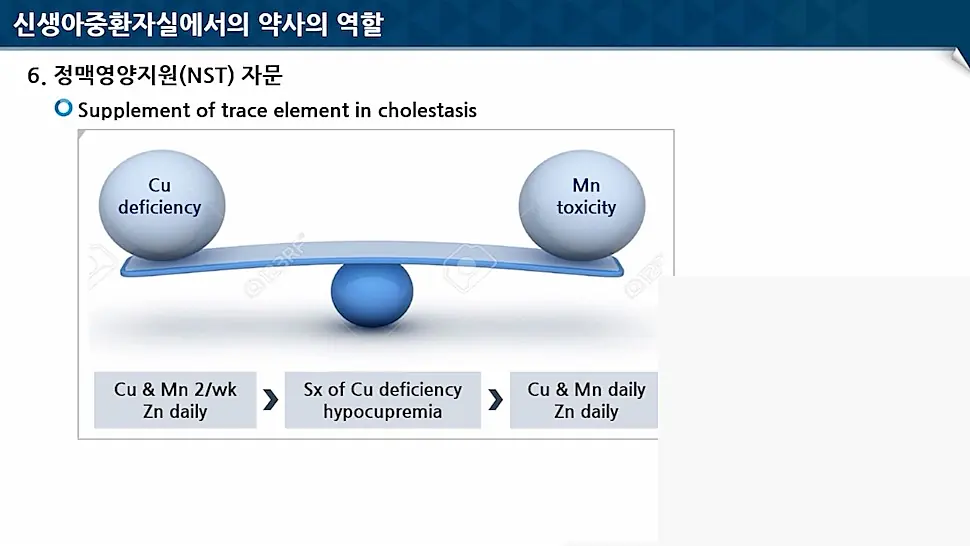 신생아중환자실에서의 약사의 역할
6. 정맥영양지원(NST) 자문
Supplement of trace element in cholestasis
Cu
deficiency
Mn
toxicity
Cu & Mn 2/wk
Zn daily
Sx of Cu deficiency
hypocupremia
Cu & Mn daily
Zn daily